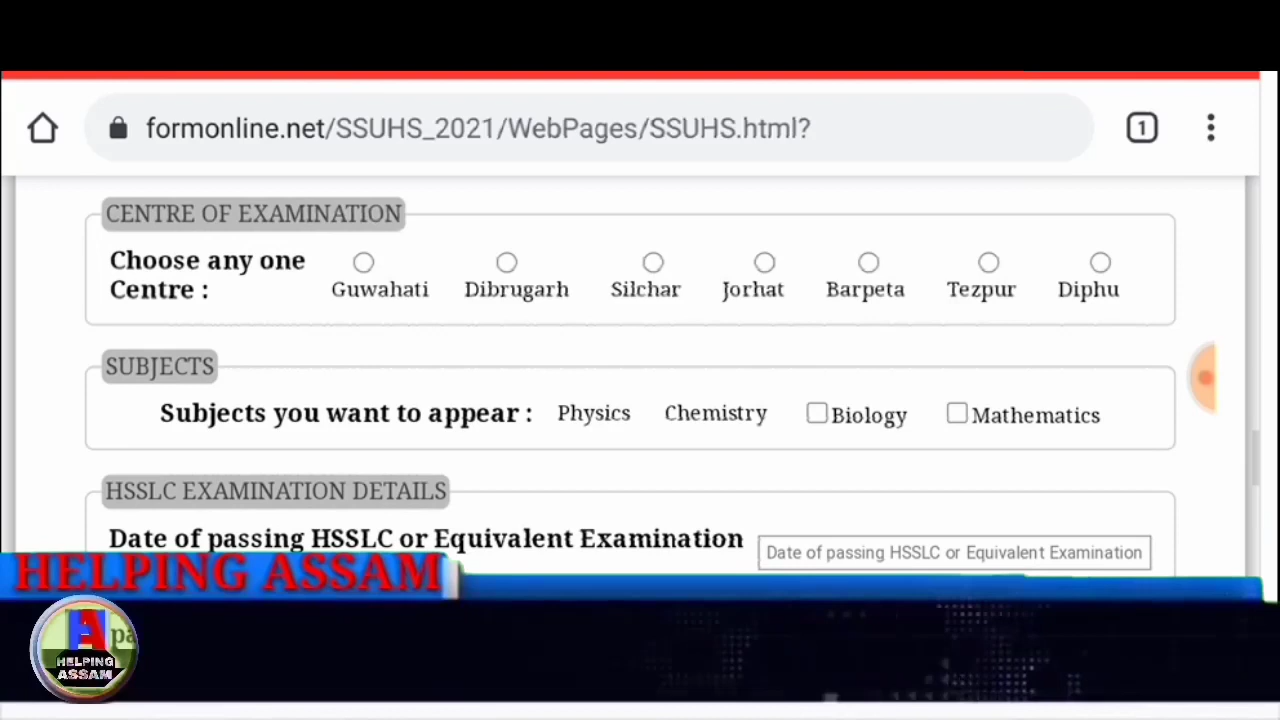 formonline.net/SSUHS_2021/WebPages/SSUHS.html?
1
CENTRE OF EXAMINATION
Choose any one
Centre :
Guwahati Dibrugarh Silchar Jorhat Barpeta Tezpur Diphu
SUBJECTS
Subjects you want to appear : Physics Chemistry Biology Mathematics
HSSLC EXAMINATION DETAILS
Date of passing HSSLC or Equivalent Examination
Date of passing HSSLC or Equivalent Examination
HELPING ASSAM
A pa
HELPING
ASSAM